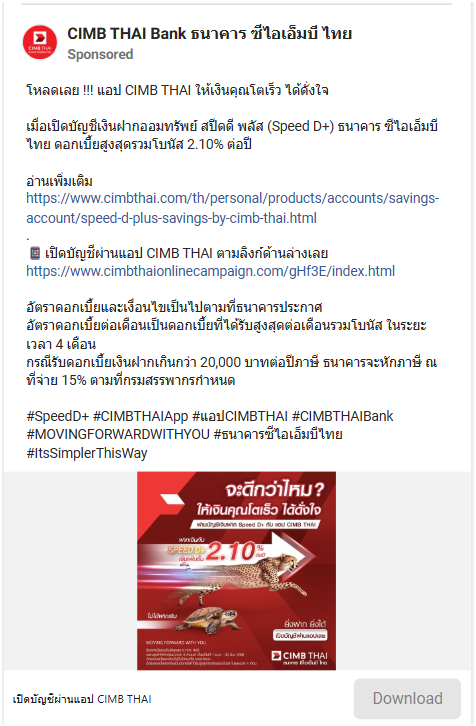 CIMB THAI Bank ธนาคาร ซีไอเอ็มบี ไทย
Sponsored
โหลดเลย !!! แอป CIMB THAI ให้เงินคุณโตเร็ว ได้ดั่งใจ
เมื่อเปิดบัญชีเงินฝากออมทรัพย์ สปีดดี พลัส (Speed D+) ธนาคาร ซีไอเอ็มบี
ไทย ดอกเบี้ยสูงสุดรวมโบนัส 2.10% ต่อปี
อ่านเพิ่มเติม
https://www.cimbthai.com/th/personal/products/accounts/savings-
account/speed-d-plus-savings-by-cimb-thai.html
.
เปิดบัญชีผ่านแอป CIMB THAI ตามลิงก์ด้านล่างเลย
https://www.cimbthaionlinecampaign.com/gHf3E/index.html
อัตราดอกเบี้ยและเงื่อนไขเป็นไปตามที่ธนาคารประกาศ
อัตราดอกเบี้ยต่อเดือนเป็นดอกเบี้ยที่ได้รับสูงสุดต่อเดือนรวมโบนัส ในระยะ
เวลา 4 เดือน
กรณีรับดอกเบี้ยเงินฝากเกินกว่า 20,000 บาทต่อปีภาษี ธนาคารจะหักภาษี ณ
ที่จ่าย 15% ตามที่กรมสรรพากรกำหนด
#SpeedD+ #CIMBTHAIApp #แอปCIMBTHAI #CIMBTHAIBank
#MOVINGFORWARDWITHYOU #ธนาคารซีไอเอ็มบีไทย
#ItsSimplerThisWay
จะดีกว่าไหม?
ให้เงินคุณโตเร็ว ได้ดั่งใจ
ผ่านบัญชีเงินฝาก Speed D+ กับ แอป CIMB THAI
ฝากเงินกับ
SPEED D+
2.10%
ต่อปี
ยิ่งฝาก ยิ่งได้
เปิดบัญชีผ่านแอปเลย
MOVING FORWARD WITH YOU
CIMB THAI
ธนาคาร ซีไอเอ็มบี ไทย
เปิดบัญชีผ่านแอป CIMB THAI
Download